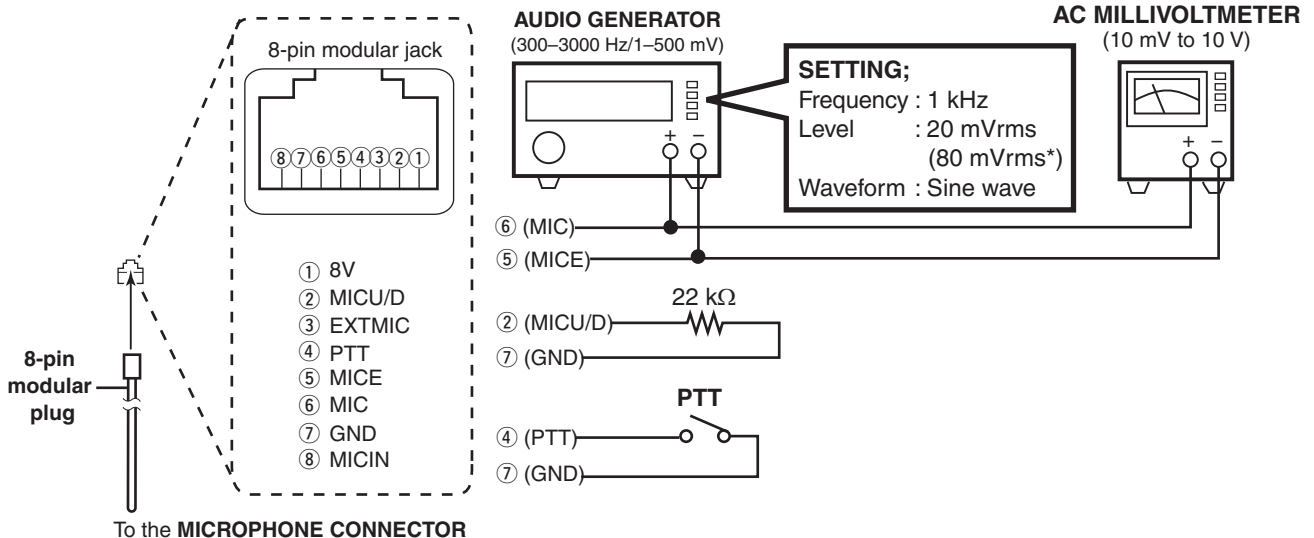 8-pin modular jack
⑧⑦⑥⑤④③②①
① 8V
② MICU/D
③ EXTMIC
④ PTT
⑤ MICE
⑥ MIC
⑦ GND
⑧ MICIN
8-pin
modular
plug
To the MICROPHONE CONNECTOR
AUDIO GENERATOR
(300–3000 Hz/1–500 mV)
+ −
SETTING;
Frequency : 1 kHz
Level : 20 mVrms
(80 mVrms*)
Waveform : Sine wave
AC MILLIVOLTMETER
(10 mV to 10 V)
+ −
⑥ (MIC)
⑤ (MICE)
22 kΩ
② (MICU/D)
⑦ (GND)
PTT
④ (PTT)
⑦ (GND)